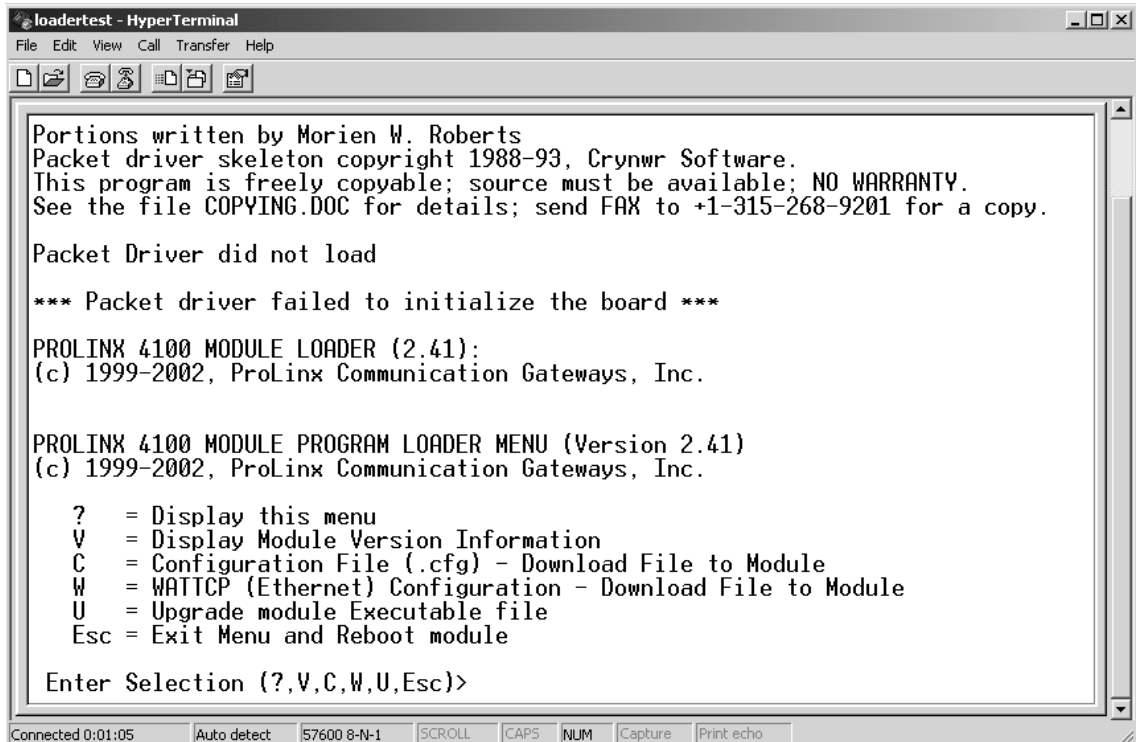 loadertest - HyperTerminal
File Edit View Call Transfer Help
Portions written by Morien W. Roberts
Packet driver skeleton copyright 1988-93, Crynwr Software.
This program is freely copyable; source must be available; NO WARRANTY.
See the file COPYING.DOC for details; send FAX to +1-315-268-9201 for a copy.
Packet Driver did not load
*** Packet driver failed to initialize the board ***
PROLINX 4100 MODULE LOADER (2.41):
(c) 1999-2002, ProLinx Communication Gateways, Inc.
PROLINX 4100 MODULE PROGRAM LOADER MENU (Version 2.41)
(c) 1999-2002, ProLinx Communication Gateways, Inc.
? = Display this menu
V = Display Module Version Information
C = Configuration File (.cfg) - Download File to Module
W = WATTCP (Ethernet) Configuration - Download File to Module
U = Upgrade module Executable file
Esc = Exit Menu and Reboot module
Enter Selection (?,V,C,W,U,Esc)>
Connected 0:01:05 Auto detect 57600 8-N-1 SCROLL CAPS NUM Capture Print echo